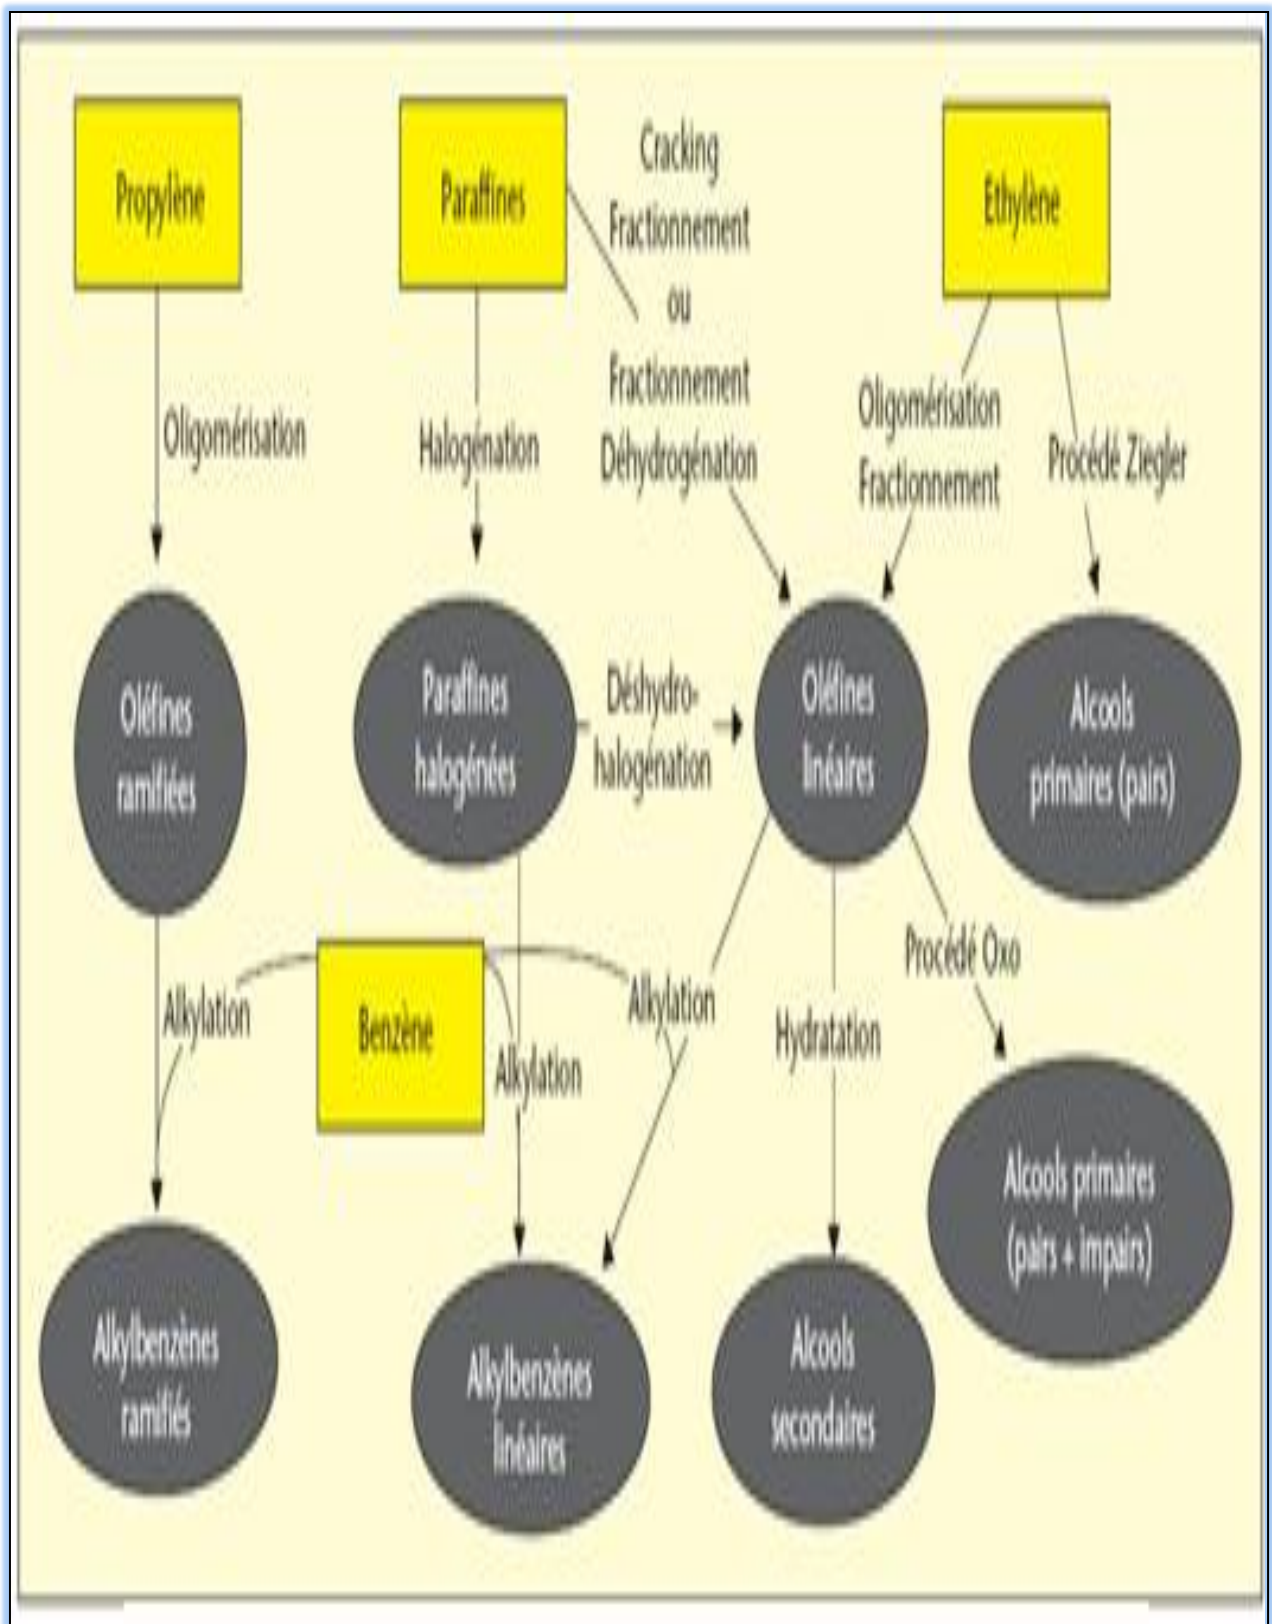 Propylène
Paraffines
Cracking
Fractionnement
ou
Fractionnement
Déhydrogénation
Ethylène
Oligomérisation
Halogénation
Oligomérisation
Fractionnement
Procédé Ziegler
Oléfines
ramifiées
Paraffines
halogénées
Déshydro-
halogénation
Oléfines
linéaires
Alcools
primaires (pairs)
Alkylation
Benzène
Alkylation
Alkylation
Hydratation
Procédé Oxo
Alcools primaires
(pairs + impairs)
Alkylbenzènes
ramifiés
Alkylbenzènes
linéaires
Alcools
secondaires